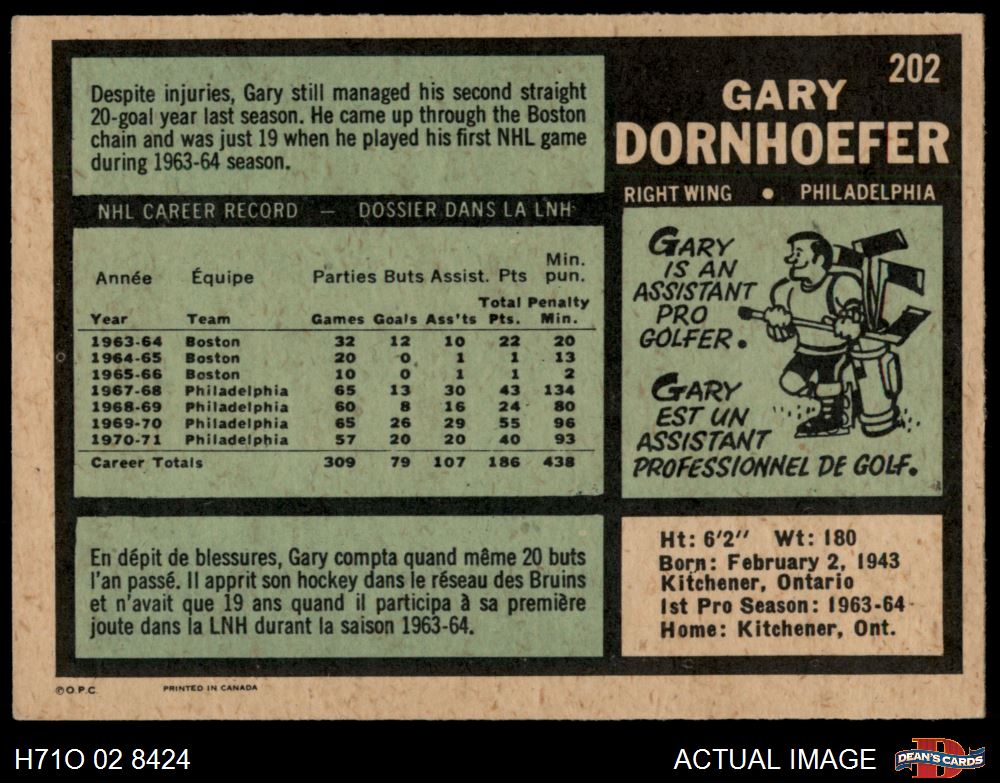 202
GARY
DORNHOEFER
RIGHT WING • PHILADELPHIA
Despite injuries, Gary still managed his second straight
20-goal year last season. He came up through the Boston
chain and was just 19 when he played his first NHL game
during 1963-64 season.
NHL CAREER RECORD — DOSSIER DANS LA LNH
Année Équipe Parties Buts Assist. Pts Min. pun.
Year Team Games Goals Ass'ts Total Pts. Penalty Min.
1963-64 Boston 32 12 10 22 20
1964-65 Boston 20 0 1 1 13
1965-66 Boston 10 0 1 1 2
1967-68 Philadelphia 65 13 30 43 134
1968-69 Philadelphia 60 8 16 24 80
1969-70 Philadelphia 65 26 29 55 96
1970-71 Philadelphia 57 20 20 40 93
Career Totals 309 79 107 186 438
GARY
IS AN
ASSISTANT
PRO
GOLFER.
GARY
EST UN
ASSISTANT
PROFESSIONNEL DE GOLF.
En dépit de blessures, Gary compta quand même 20 buts
l'an passé. Il apprit son hockey dans le réseau des Bruins
et n'avait que 19 ans quand il participa à sa première
joute dans la LNH durant la saison 1963-64.
Ht: 6'2" Wt: 180
Born: February 2, 1943
Kitchener, Ontario
1st Pro Season: 1963-64
Home: Kitchener, Ont.
©O.P.C. PRINTED IN CANADA
H71O 02 8424
ACTUAL IMAGE
DEAN'S CARDS